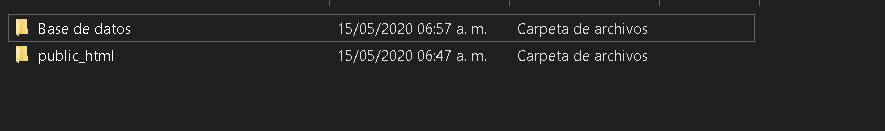 Base de datos 15/05/2020 06:57 a. m. Carpeta de archivos
public_html 15/05/2020 06:47 a. m. Carpeta de archivos